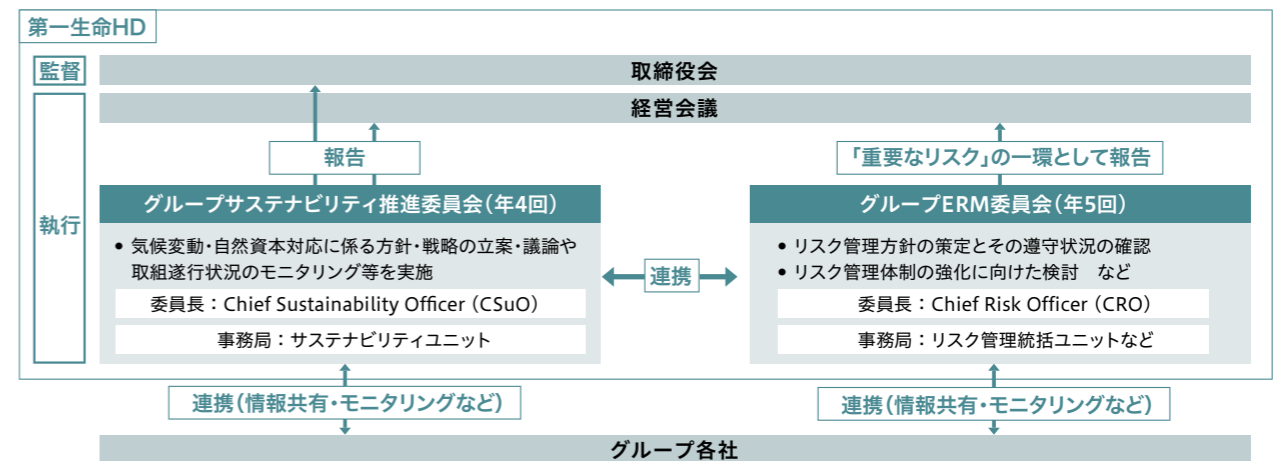 第一生命HD
監督
取締役会
執行
経営会議
報告
「重要なリスク」の一環として報告
グループサステナビリティ推進委員会（年4回）
• 気候変動・自然資本対応に係る方針・戦略の立案・議論や
取組遂行状況のモニタリング等を実施
委員長：Chief Sustainability Officer（CSuO）
事務局：サステナビリティユニット
連携
グループERM委員会（年5回）
• リスク管理方針の策定とその遵守状況の確認
• リスク管理体制の強化に向けた検討　など
委員長：Chief Risk Officer（CRO）
事務局：リスク管理統括ユニットなど
連携（情報共有・モニタリングなど）
連携（情報共有・モニタリングなど）
グループ各社